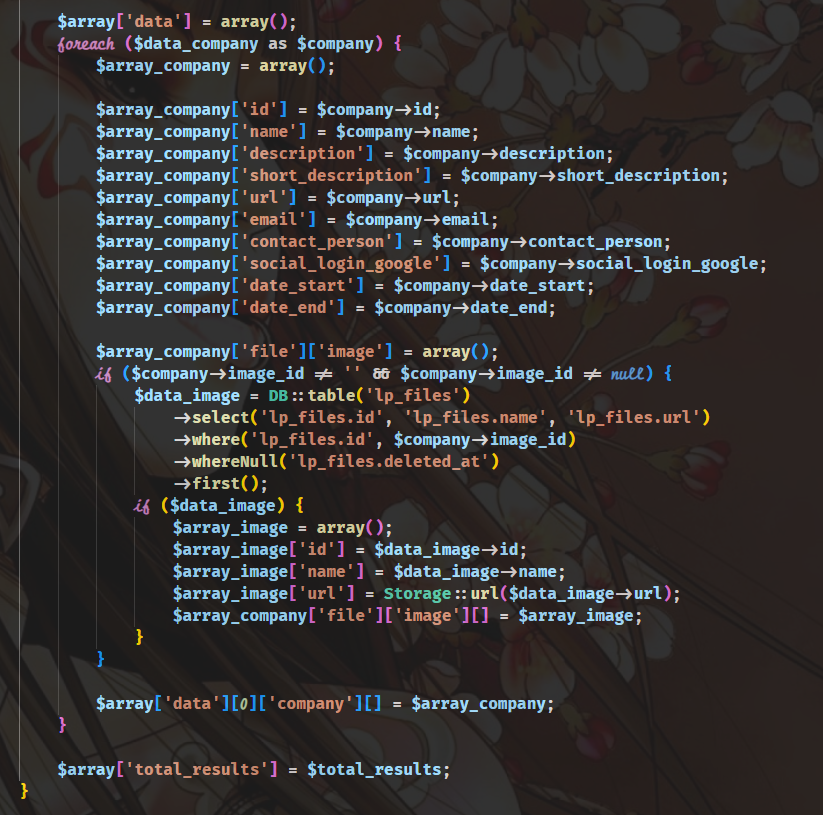 $array['data'] = array();
foreach ($data_company as $company) {
$array_company = array();
$array_company['id'] = $company->id;
$array_company['name'] = $company->name;
$array_company['description'] = $company->description;
$array_company['short_description'] = $company->short_description;
$array_company['url'] = $company->url;
$array_company['email'] = $company->email;
$array_company['contact_person'] = $company->contact_person;
$array_company['social_login_google'] = $company->social_login_google;
$array_company['date_start'] = $company->date_start;
$array_company['date_end'] = $company->date_end;
$array_company['file']['image'] = array();
if ($company->image_id != '' && $company->image_id != null) {
$data_image = DB::table('lp_files')
->select('lp_files.id', 'lp_files.name', 'lp_files.url')
->where('lp_files.id', $company->image_id)
->whereNull('lp_files.deleted_at')
->first();
if ($data_image) {
$array_image = array();
$array_image['id'] = $data_image->id;
$array_image['name'] = $data_image->name;
$array_image['url'] = Storage::url($data_image->url);
$array_company['file']['image'][] = $array_image;
}
}
$array['data'][0]['company'][] = $array_company;
}
$array['total_results'] = $total_results;
}